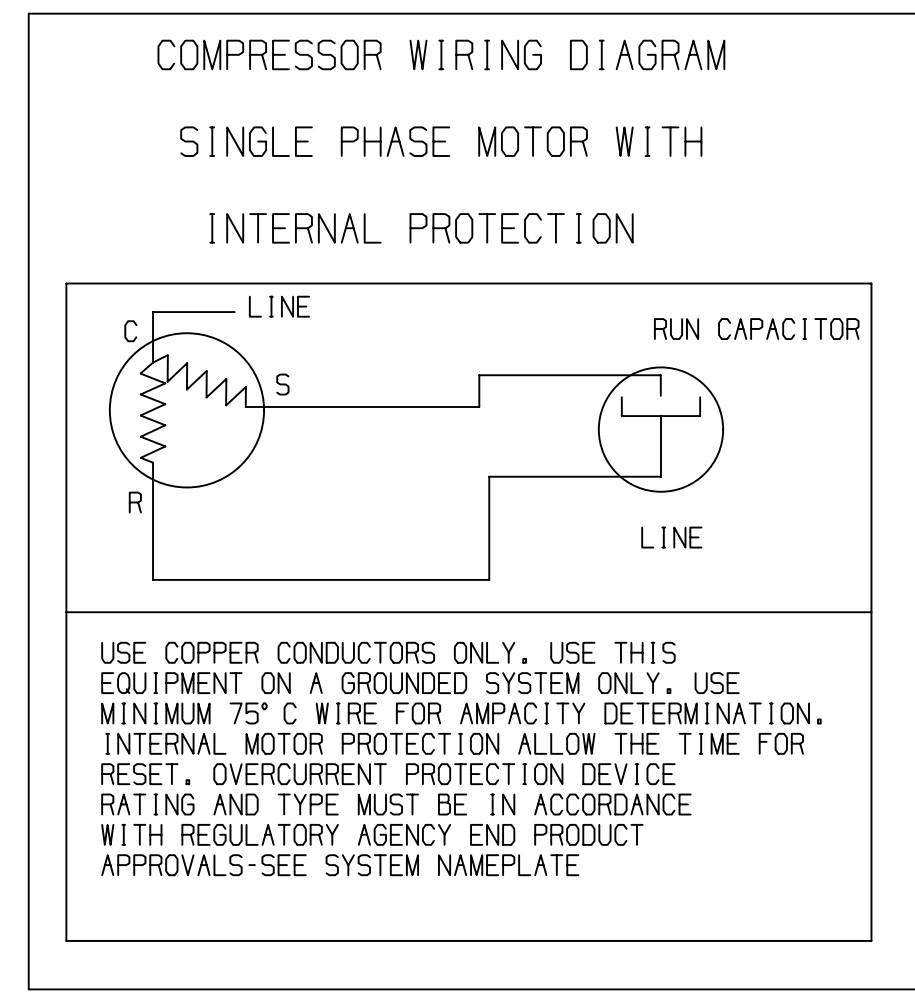 COMPRESSOR WIRING DIAGRAM
SINGLE PHASE MOTOR WITH
INTERNAL PROTECTION
LINE
C
RUN CAPACITOR
S
R
LINE
USE COPPER CONDUCTORS ONLY. USE THIS
EQUIPMENT ON A GROUNDED SYSTEM ONLY. USE
MINIMUM 75° C WIRE FOR AMPACITY DETERMINATION.
INTERNAL MOTOR PROTECTION ALLOW THE TIME FOR
RESET. OVERCURRENT PROTECTION DEVICE
RATING AND TYPE MUST BE IN ACCORDANCE
WITH REGULATORY AGENCY END PRODUCT
APPROVALS-SEE SYSTEM NAMEPLATE